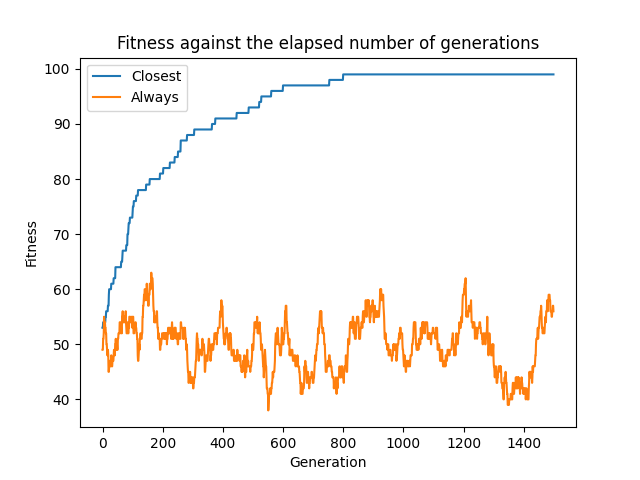 Fitness against the elapsed number of generations
Closest
Always
Fitness
100
90
80
70
60
50
40
0 200 400 600 800 1000 1200 1400
Generation